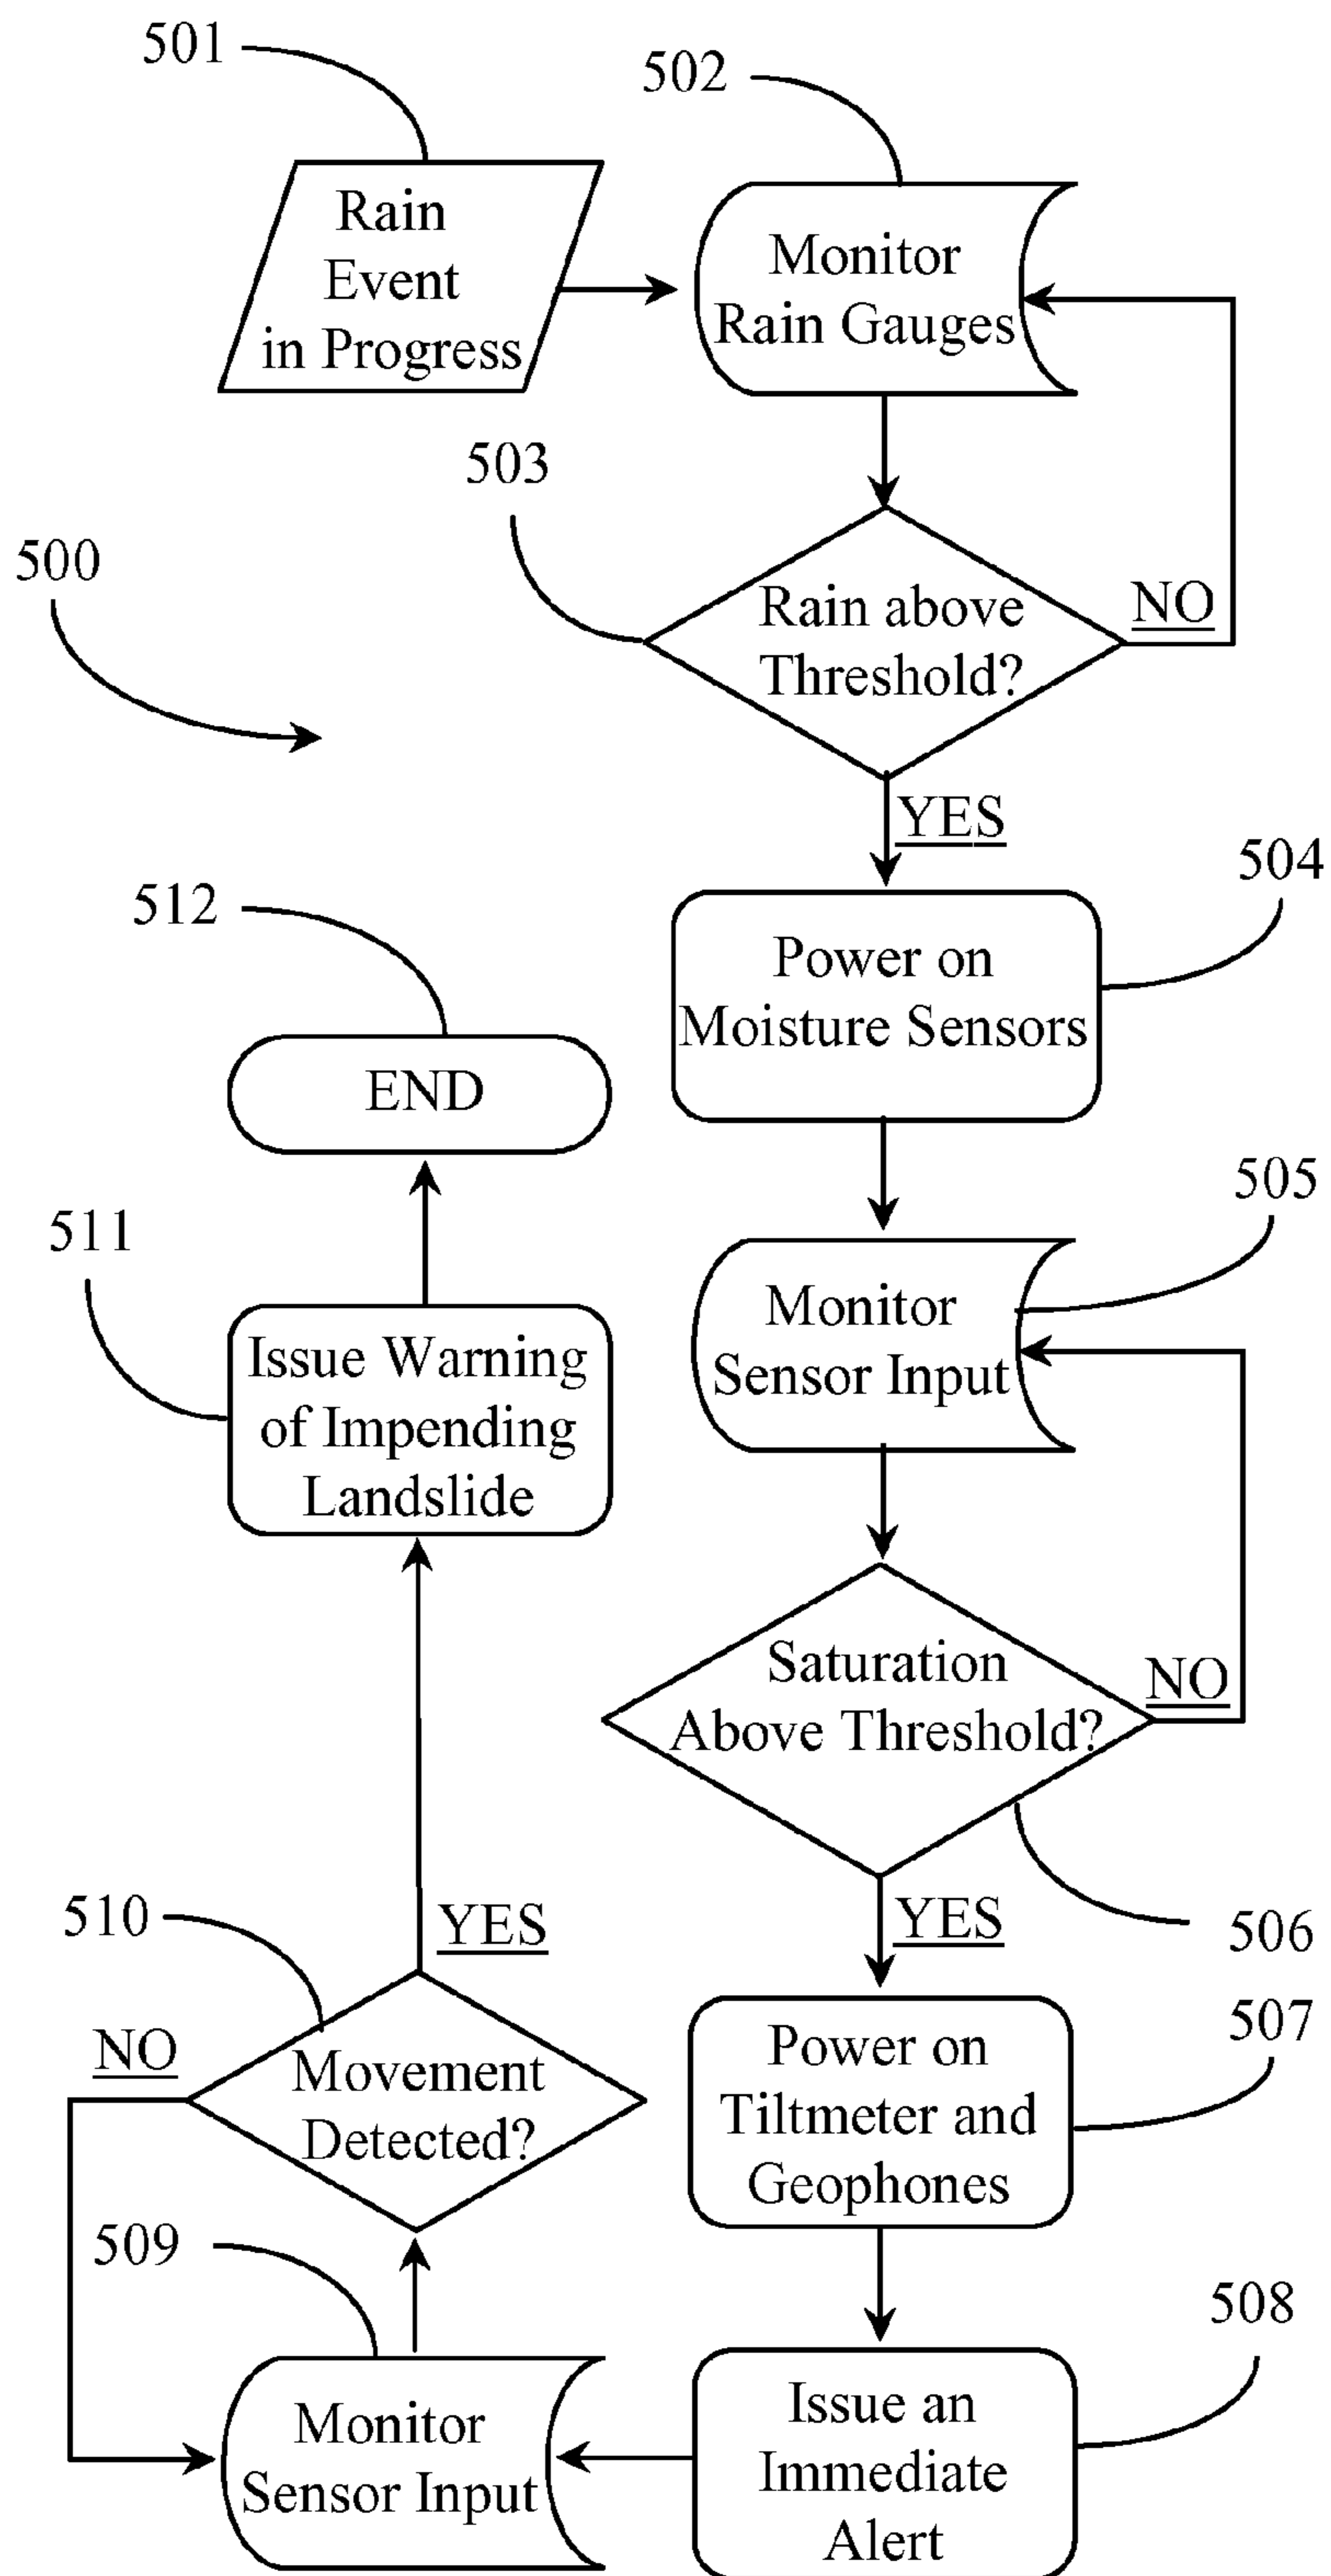 501
502
Rain
Event
in Progress
Monitor
Rain Gauges
503
500
Rain above
Threshold?
NO
YES
504
512
Power on
Moisture Sensors
END
505
511
Monitor
Sensor Input
Issue Warning
of Impending
Landslide
Saturation
Above Threshold?
NO
510
YES
YES
506
507
NO
Movement
Detected?
Power on
Tiltmeter and
Geophones
509
508
Monitor
Sensor Input
Issue an
Immediate
Alert